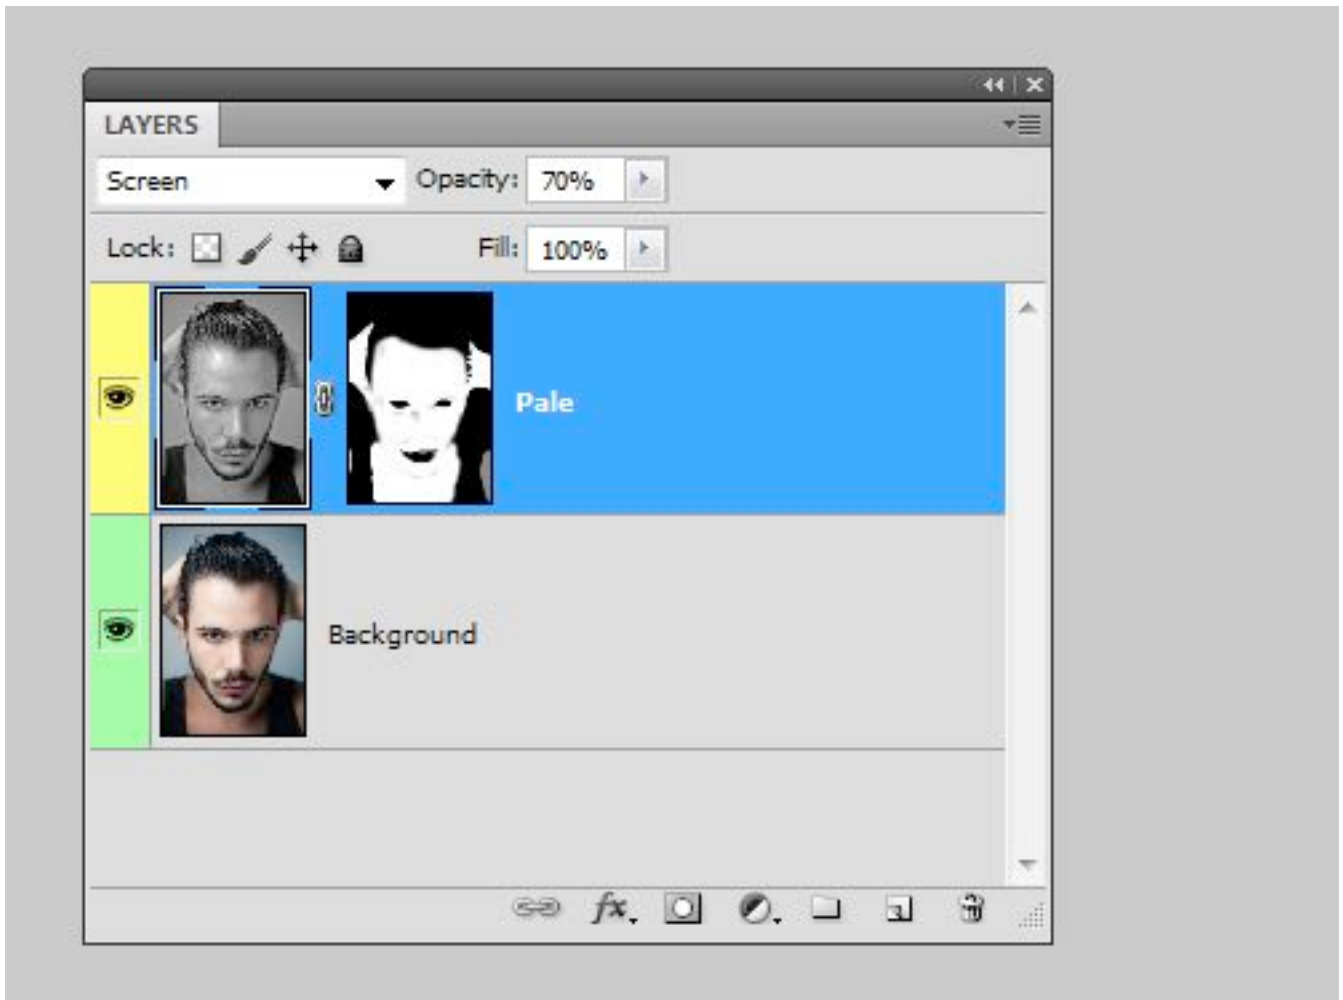 LAYERS
Screen Opacity: 70%
Lock: Fill: 100%
Pale
Background
fx